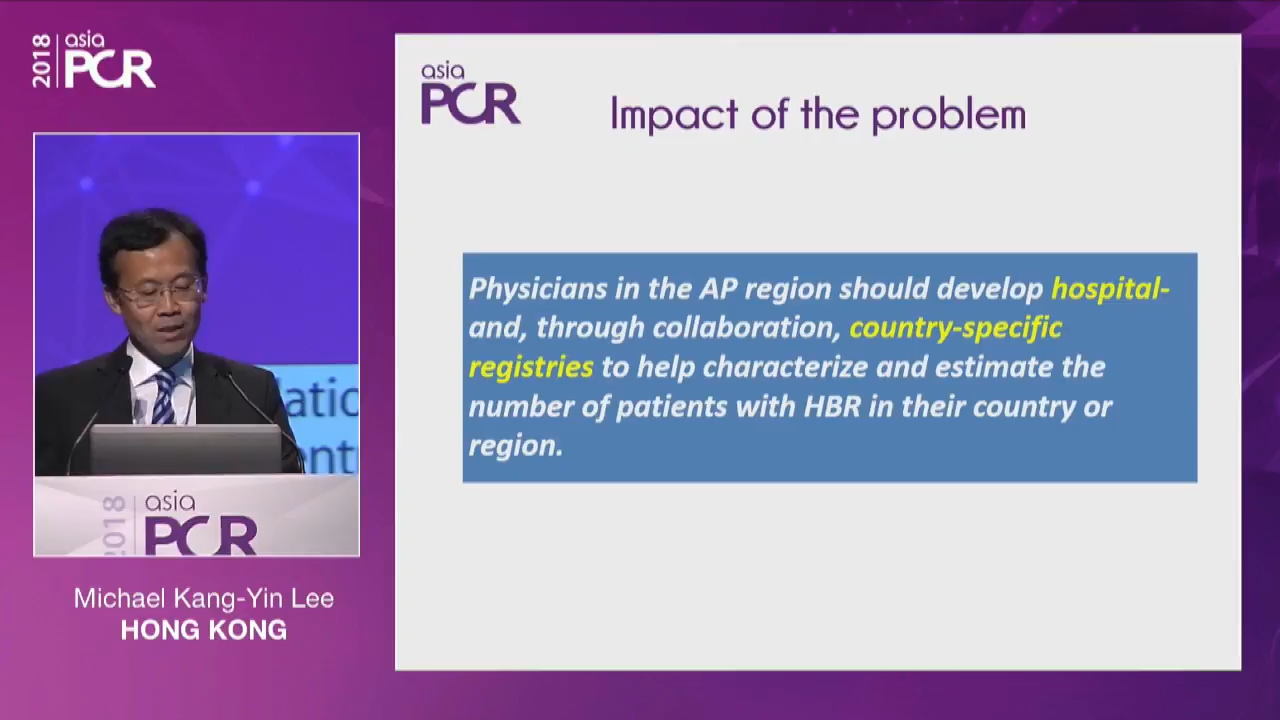 2018
asia
PCR
asia
PCR
Impact of the problem
Physicians in the AP region should develop hospital-
and, through collaboration, country-specific
registries to help characterize and estimate the
number of patients with HBR in their country or
region.
latio
ent
2018
asia
PCR
Michael Kang-Yin Lee
HONG KONG